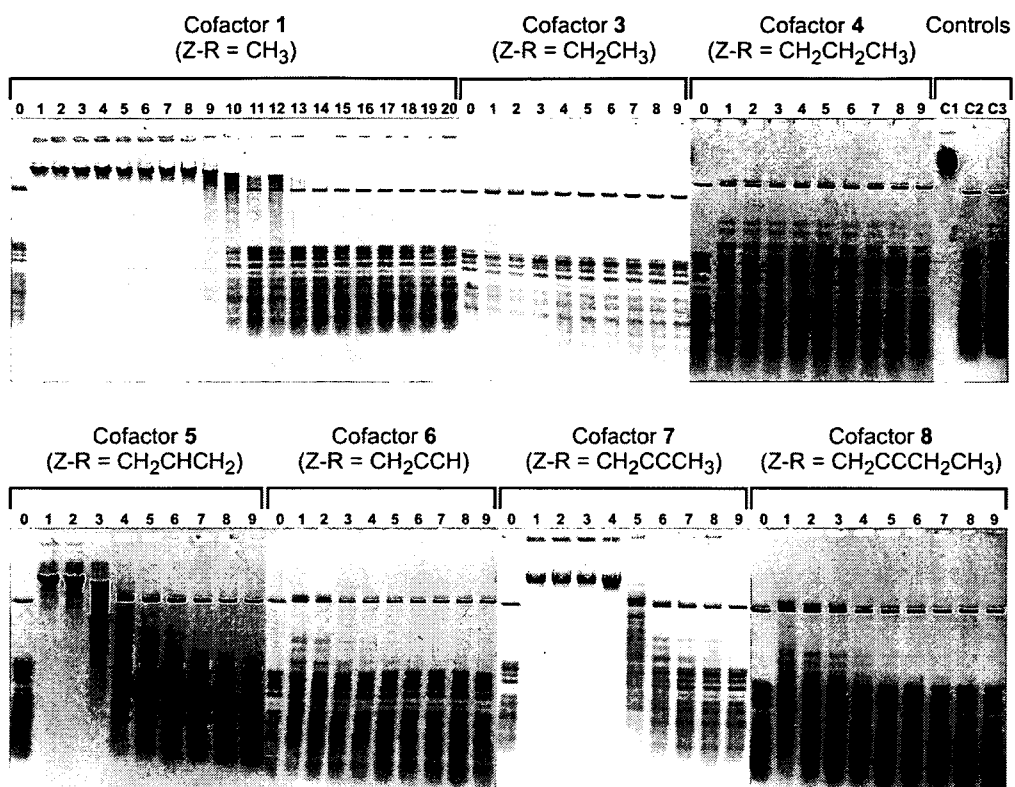 Cofactor 1 Cofactor 3 Cofactor 4 Controls
(Z-R = CH3) (Z-R = CH2CH3) (Z-R = CH2CH2CH3)
0 1 2 3 4 5 6 7 8 9 10 11 12 13 14 15 16 17 18 19 20 0 1 2 3 4 5 6 7 8 9 0 1 2 3 4 5 6 7 8 9 C1 C2 C3
Cofactor 5 Cofactor 6 Cofactor 7 Cofactor 8
(Z-R = CH2CHCH2) (Z-R = CH2CCH) (Z-R = CH2CCCH3) (Z-R = CH2CCCH2CH3)
0 1 2 3 4 5 6 7 8 9 0 1 2 3 4 5 6 7 8 9 0 1 2 3 4 5 6 7 8 9 0 1 2 3 4 5 6 7 8 9